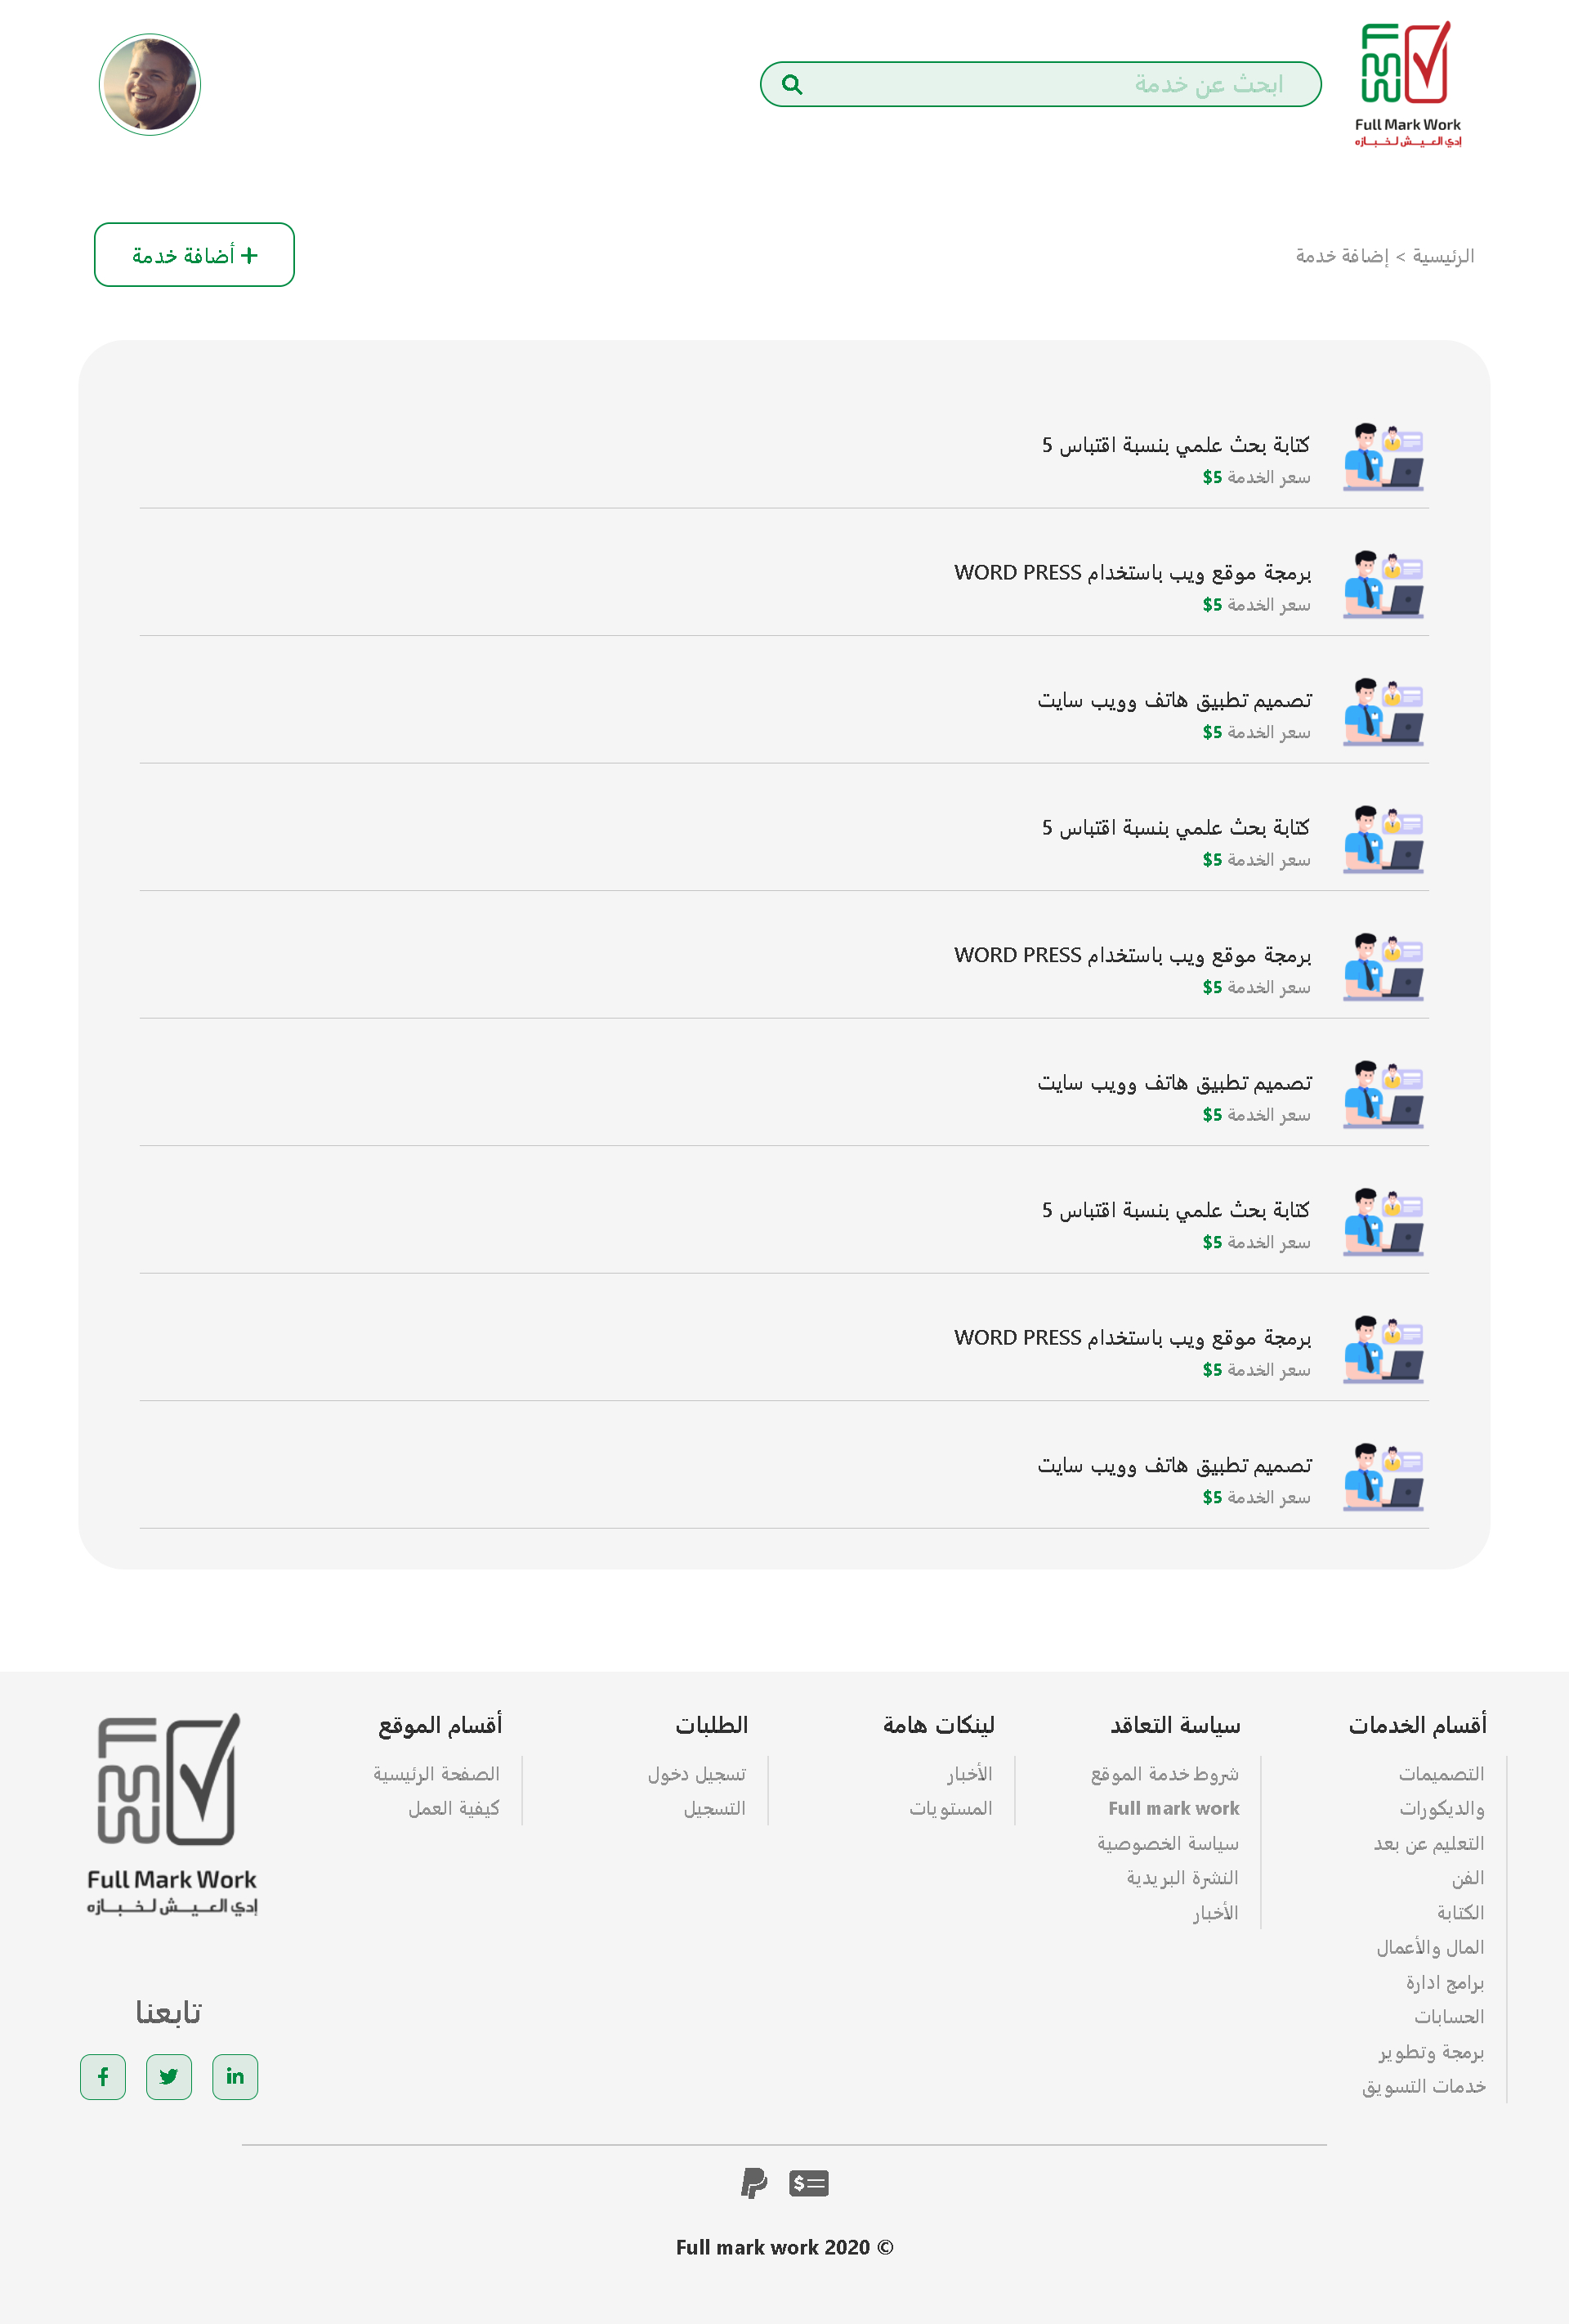 Full Mark Work
إدي العيـش لـخـبـازه
ابحث عن خدمة
الرئيسية > إضافة خدمة
+ أضافة خدمة
كتابة بحث علمي بنسبة اقتباس 5
سعر الخدمة 5$
برمجة موقع ويب باستخدام WORD PRESS
سعر الخدمة 5$
تصميم تطبيق هاتف وويب سايت
سعر الخدمة 5$
كتابة بحث علمي بنسبة اقتباس 5
سعر الخدمة 5$
برمجة موقع ويب باستخدام WORD PRESS
سعر الخدمة 5$
تصميم تطبيق هاتف وويب سايت
سعر الخدمة 5$
كتابة بحث علمي بنسبة اقتباس 5
سعر الخدمة 5$
برمجة موقع ويب باستخدام WORD PRESS
سعر الخدمة 5$
تصميم تطبيق هاتف وويب سايت
سعر الخدمة 5$
أقسام الخدمات
التصميمات
والديكورات
التعليم عن بعد
الفن
الكتابة
المال والأعمال
برامج ادارة
الحسابات
برمجة وتطوير
خدمات التسويق
سياسة التعاقد
شروط خدمة الموقع
Full mark work
سياسة الخصوصية
النشرة البريدية
الأخبار
لينكات هامة
الأخبار
المستويات
الطلبات
تسجيل دخول
التسجيل
أقسام الموقع
الصفحة الرئيسية
كيفية العمل
Full Mark Work
إدي العيـش لـخـبـازه
تابعنا
Full mark work 2020 ©